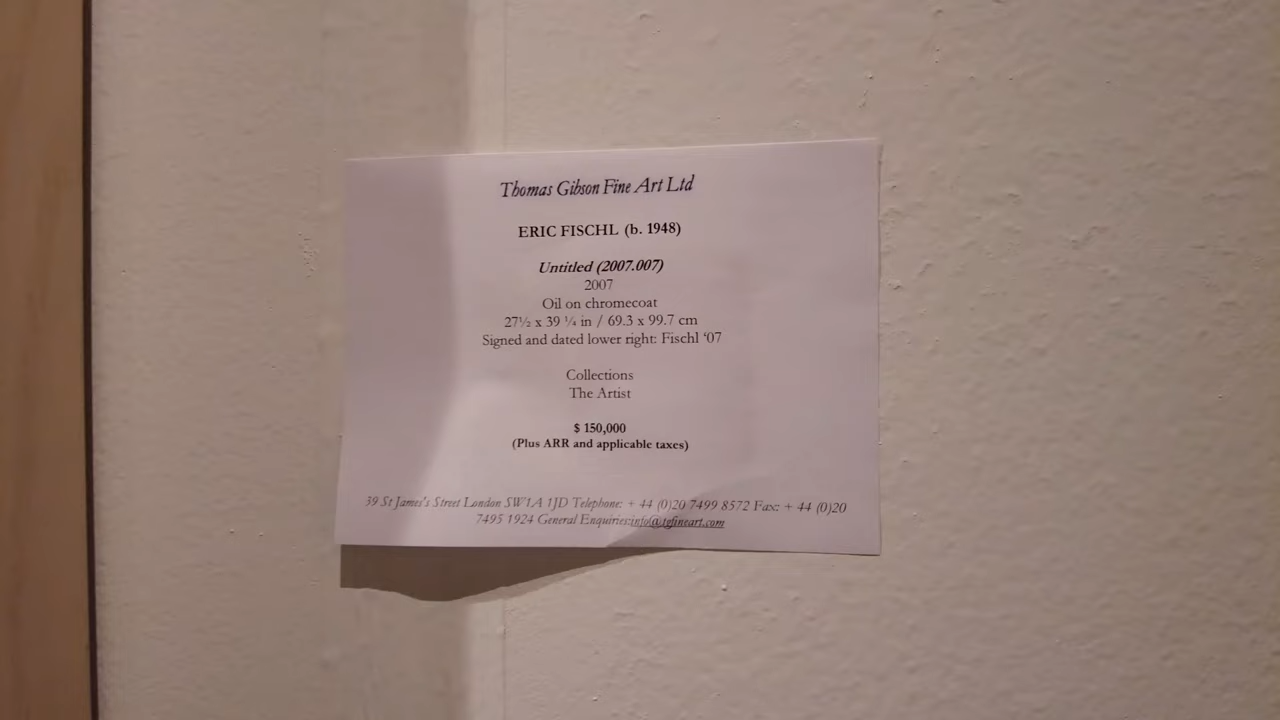 Thomas Gibson Fine Art Ltd
ERIC FISCHL (b. 1948)
Untitled (2007.007)
2007
Oil on chromecoat
27½ x 39 ¼ in / 69.3 x 99.7 cm
Signed and dated lower right: Fischl ‘07
Collections
The Artist
$ 150,000
(Plus ARR and applicable taxes)
39 St James's Street London SW1A 1JD Telephone: + 44 (0)20 7499 8572 Fax: + 44 (0)20
7495 1924 General Enquiries:info@tgfineart.com